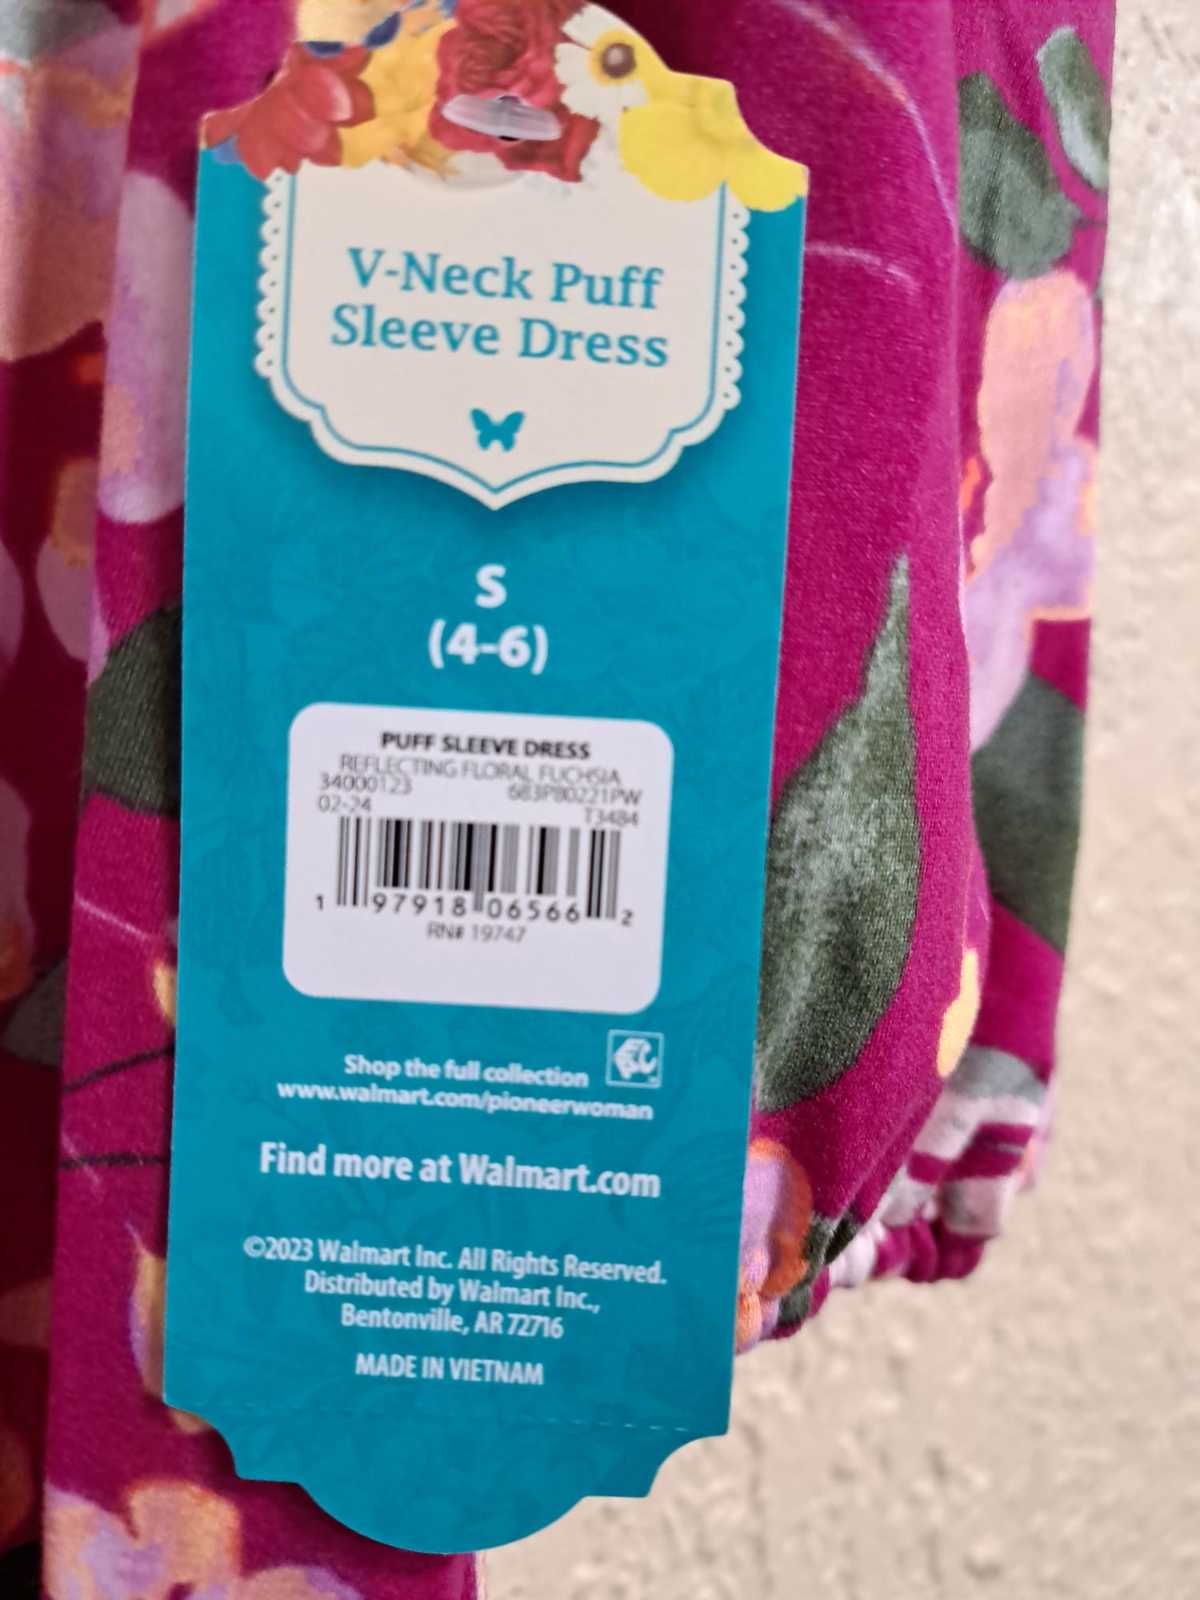 V-Neck Puff
Sleeve Dress
S
(4-6)
PUFF SLEEVE DRESS
REFLECTING FLORAL FUCHSIA
34000123 683P80221PW
02-24 T3484
1 97918 06566 2
RN# 19747
Shop the full collection
www.walmart.com/pioneerwoman
Find more at Walmart.com
©2023 Walmart Inc. All Rights Reserved.
Distributed by Walmart Inc.,
Bentonville, AR 72716
MADE IN VIETNAM